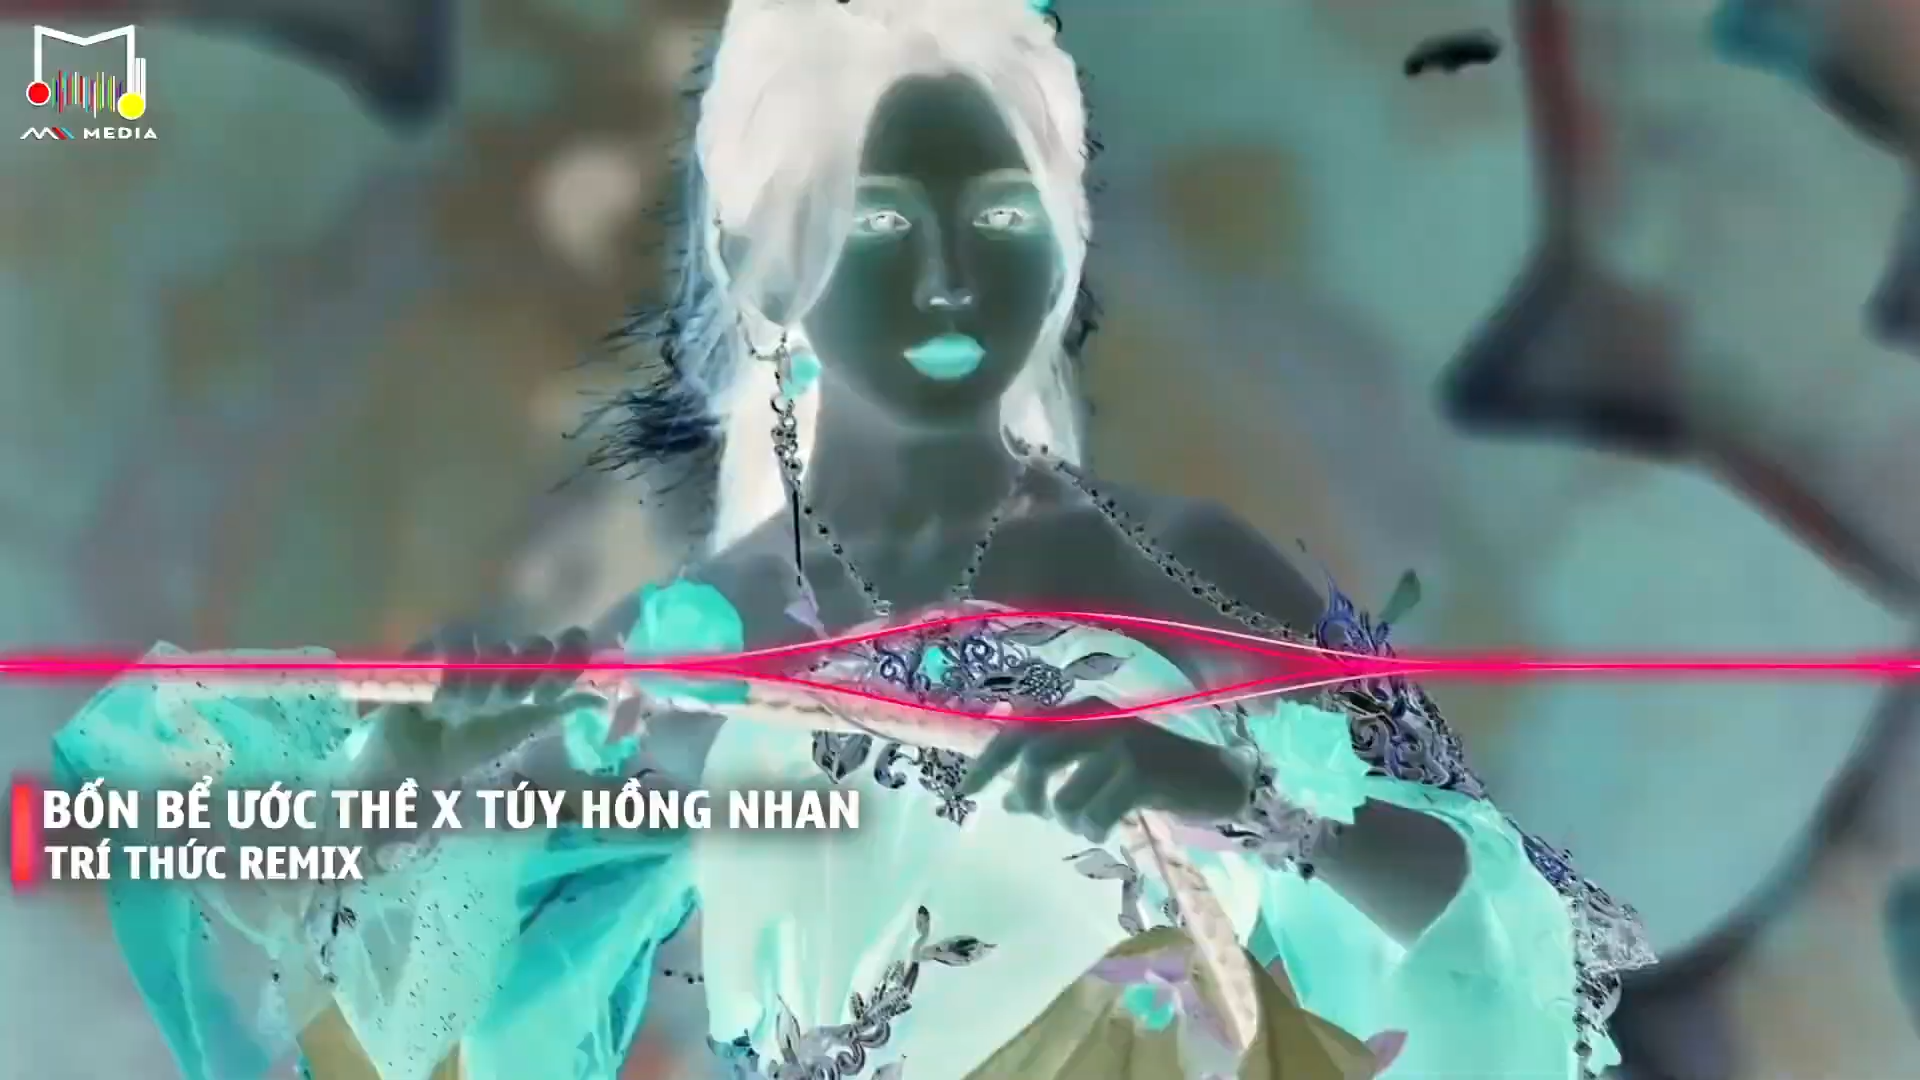 MEDIA
BỐN BỂ ƯỚC THỀ X TÚY HỒNG NHAN
TRÍ THỨC REMIX